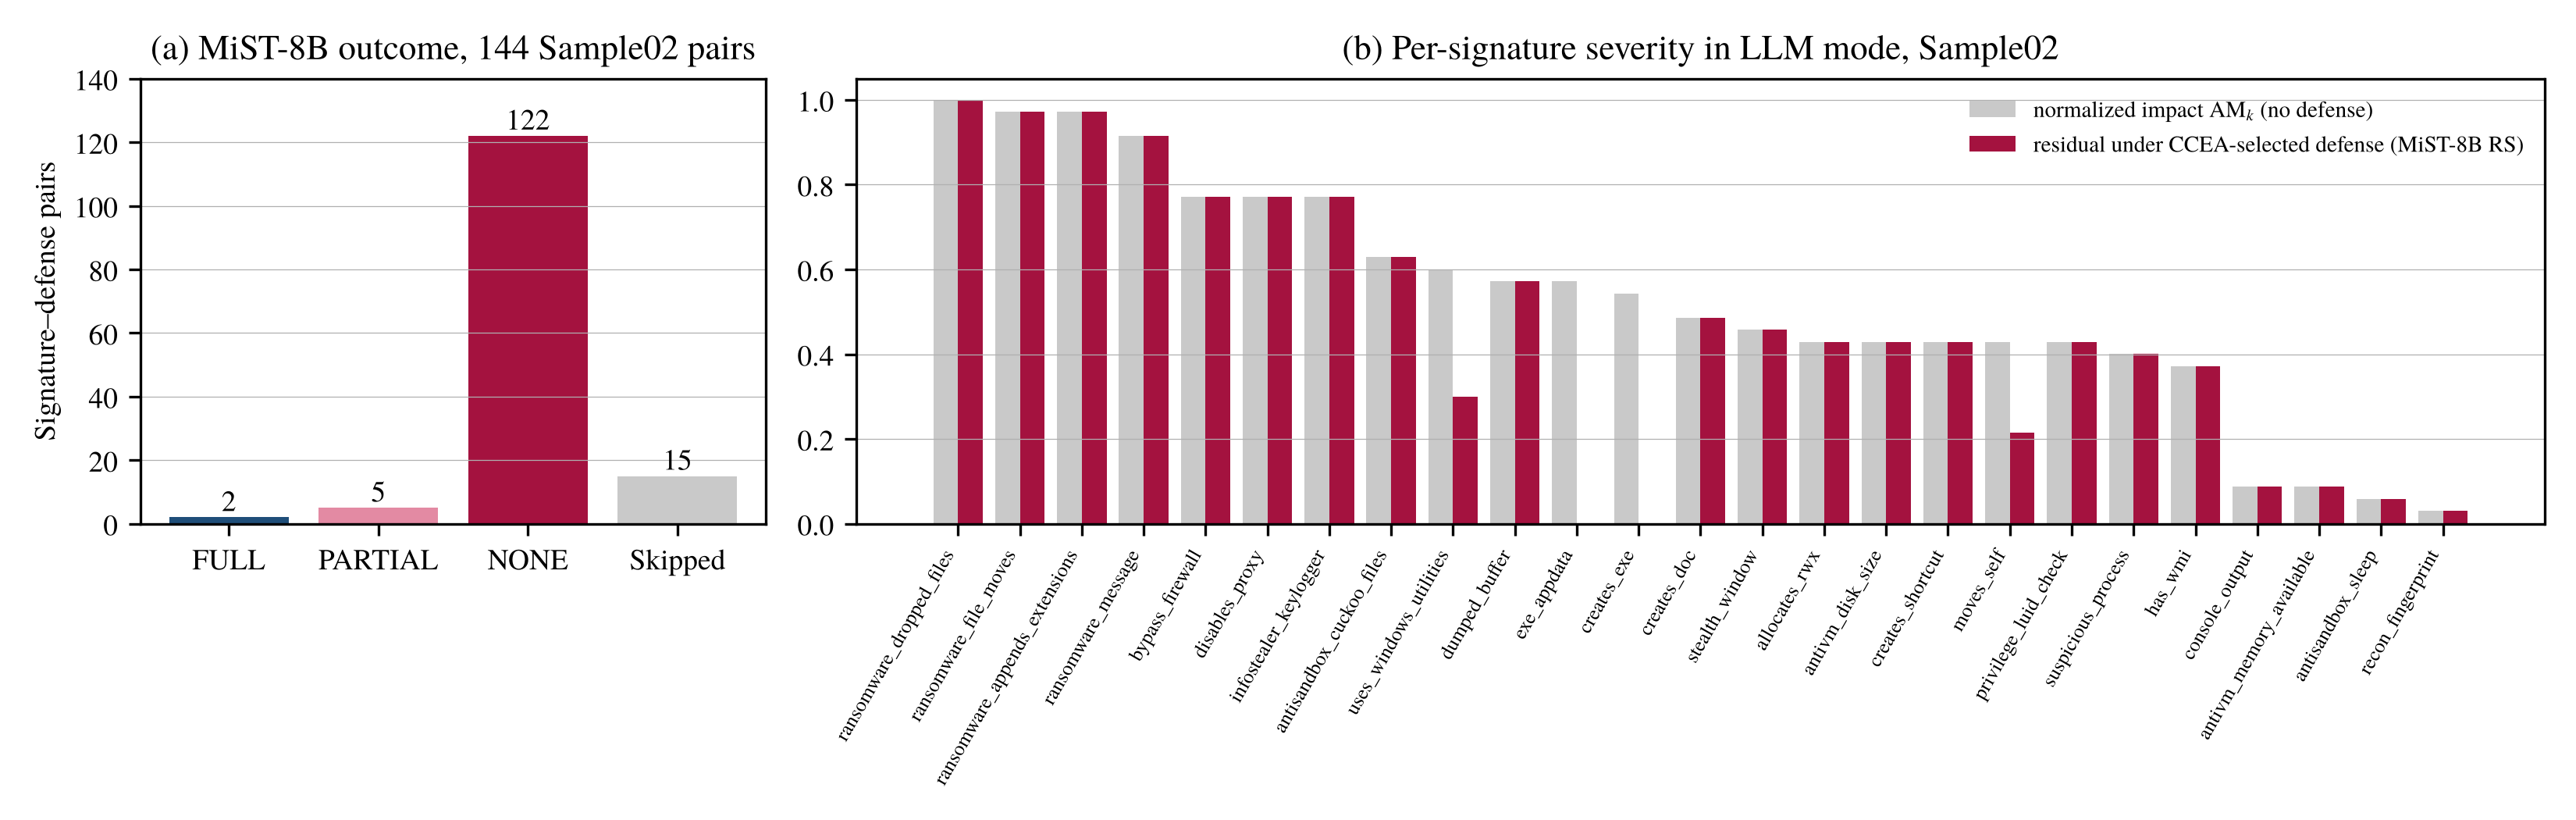 (a) MiST-8B outcome, 144 Sample02 pairs
Signature–defense pairs
140
120
100
80
60
40
20
0
2
5
122
15
FULL
PARTIAL
NONE
Skipped
(b) Per-signature severity in LLM mode, Sample02
1.0
0.8
0.6
0.4
0.2
0.0
normalized impact AMₖ (no defense)
residual under CCEA-selected defense (MiST-8B RS)
ransomware_dropped_files
ransomware_file_moves
ransomware_appends_extensions
ransomware_message
bypass_firewall
disables_proxy
infostealer_keylogger
antisandbox_cuckoo_files
uses_windows_utilities
dumped_buffer
exe_appdata
creates_exe
creates_doc
stealth_window
allocates_rwx
antivm_disk_size
creates_shortcut
moves_self
privilege_luid_check
suspicious_process
has_wmi
console_output
antivm_memory_available
antisandbox_sleep
recon_fingerprint